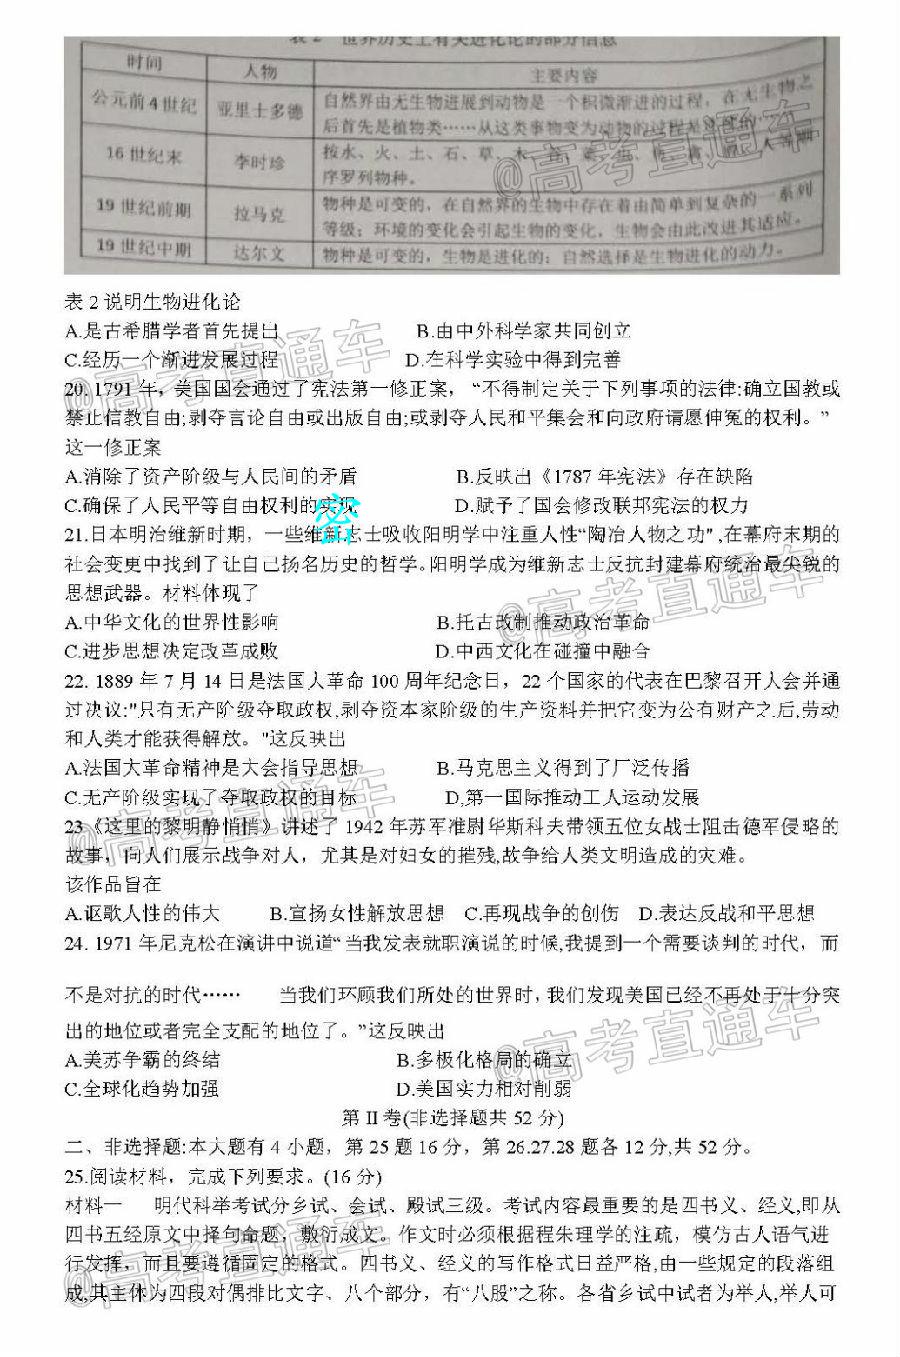 表 2 世界历史上有关进化论的部分信息
时间 人物 主要内容
公元前 4 世纪 亚里士多德 自然界由无生物进展到动物是一个积微渐进的过程，在无生物之
后首先是植物类……从这类事物变为动物的过程是
16 世纪末 李时珍 按水、火、土、石、草、木、
序罗列物种。
19 世纪前期 拉马克 物种是可变的，在自然界的生物中存在着由简单到复杂的一系列
等级；环境的变化会引起生物的变化，生物会由此改进其适应。
19 世纪中期 达尔文 物种是可变的，生物是进化的；自然选择是生物进化的动力。
表 2 说明生物进化论
A.是古希腊学者首先提出 B.由中外科学家共同创立
C.经历一个渐进发展过程 D.在科学实验中得到完善
20. 1791 年，美国国会通过了宪法第一修正案，“不得制定关于下列事项的法律:确立国教或
禁止信教自由;剥夺言论自由或出版自由;或剥夺人民和平集会和向政府请愿伸冤的权利。”
这一修正案
A.消除了资产阶级与人民间的矛盾 B.反映出《1787 年宪法》存在缺陷
C.确保了人民平等自由权利的实现 D.赋予了国会修改联邦宪法的权力
密
21.日本明治维新时期，一些维新志士吸收阳明学中注重人性“陶冶人物之功”,在幕府末期的
社会变更中找到了让自己扬名历史的哲学。阳明学成为维新志士反抗封建幕府统治最尖锐的
思想武器。材料体现了
A.中华文化的世界性影响 B.托古改制推动政治革命
C.进步思想决定改革成败 D.中西文化在碰撞中融合
22. 1889 年 7 月 14 日是法国大革命 100 周年纪念日，22 个国家的代表在巴黎召开大会并通
过决议:"只有无产阶级夺取政权,剥夺资本家阶级的生产资料并把它变为公有财产之后,劳动
和人类才能获得解放。"这反映出
A.法国大革命精神是大会指导思想 B.马克思主义得到了广泛传播
C.无产阶级实现了夺取政权的目标 D.第一国际推动工人运动发展
23.《这里的黎明静悄悄》讲述了 1942 年苏军准尉华斯科夫带领五位女战士阻击德军侵略的
故事，向人们展示战争对人，尤其是对妇女的摧残,战争给人类文明造成的灾难。
该作品旨在
A.讴歌人性的伟大 B.宣扬女性解放思想 C.再现战争的创伤 D.表达反战和平思想
24. 1971 年尼克松在演讲中说道“当我发表就职演说的时候,我提到一个需要谈判的时代，而
不是对抗的时代…… 当我们环顾我们所处的世界时，我们发现美国已经不再处于十分突
出的地位或者完全支配的地位了。”这反映出
A.美苏争霸的终结 B.多极化格局的确立
C.全球化趋势加强 D.美国实力相对削弱
第 II 卷(非选择题共 52 分)
二、非选择题:本大题有 4 小题，第 25 题 16 分，第 26.27.28 题各 12 分,共 52 分。
25.阅读材料，完成下列要求。(16 分)
材料一 明代科举考试分乡试、会试、殿试三级。考试内容最重要的是四书义、经义,即从
四书五经原文中择句命题，敷衍成文。作文时必须根据程朱理学的注疏，模仿古人语气进
行发挥，而且要遵循固定的格式。四书义、经义的写作格式日益严格,由一些规定的段落组
成,其主体为四段对偶排比文字、八个部分，有“八股”之称。各省乡试中试者为举人,举人可
@高考直通车
@高考直通车
@高考直通车
@高考直通车
@高考直通车
@高考直通车